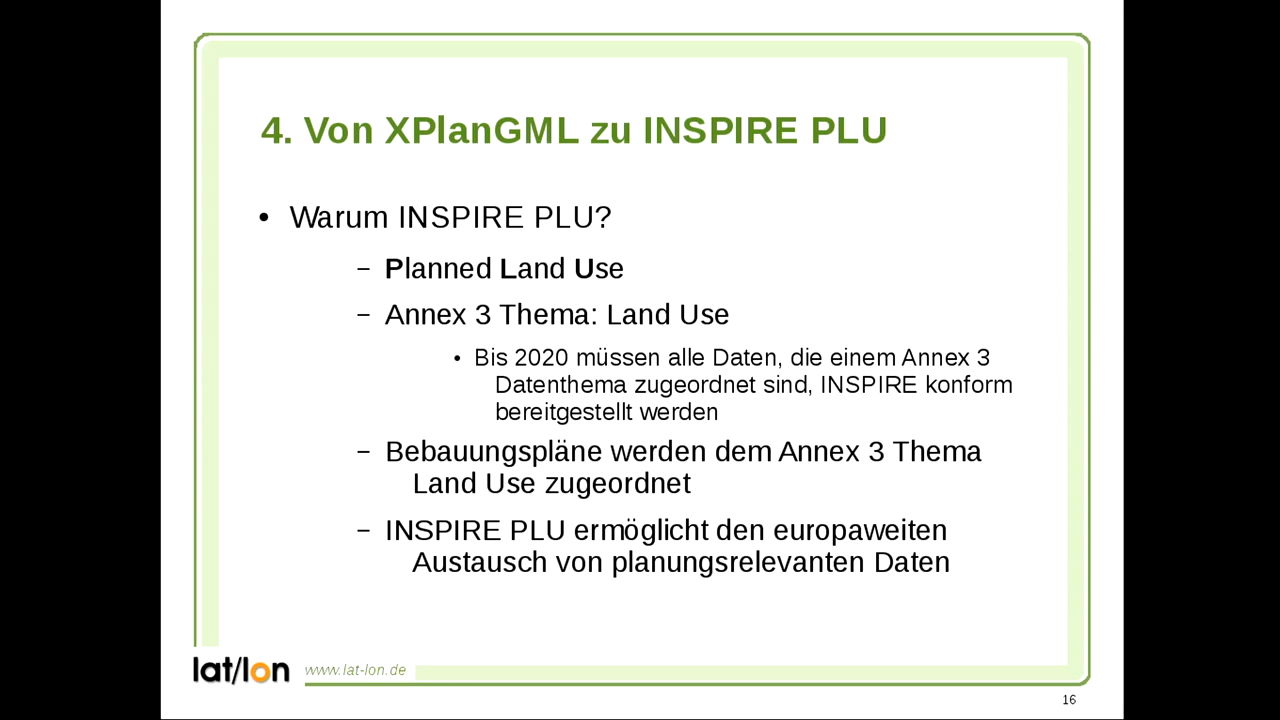 4. Von XPlanGML zu INSPIRE PLU
• Warum INSPIRE PLU?
– Planned Land Use
– Annex 3 Thema: Land Use
• Bis 2020 müssen alle Daten, die einem Annex 3
Datenthema zugeordnet sind, INSPIRE konform
bereitgestellt werden
– Bebauungspläne werden dem Annex 3 Thema
Land Use zugeordnet
– INSPIRE PLU ermöglicht den europaweiten
Austausch von planungsrelevanten Daten
lat/lon
www.lat-lon.de
16